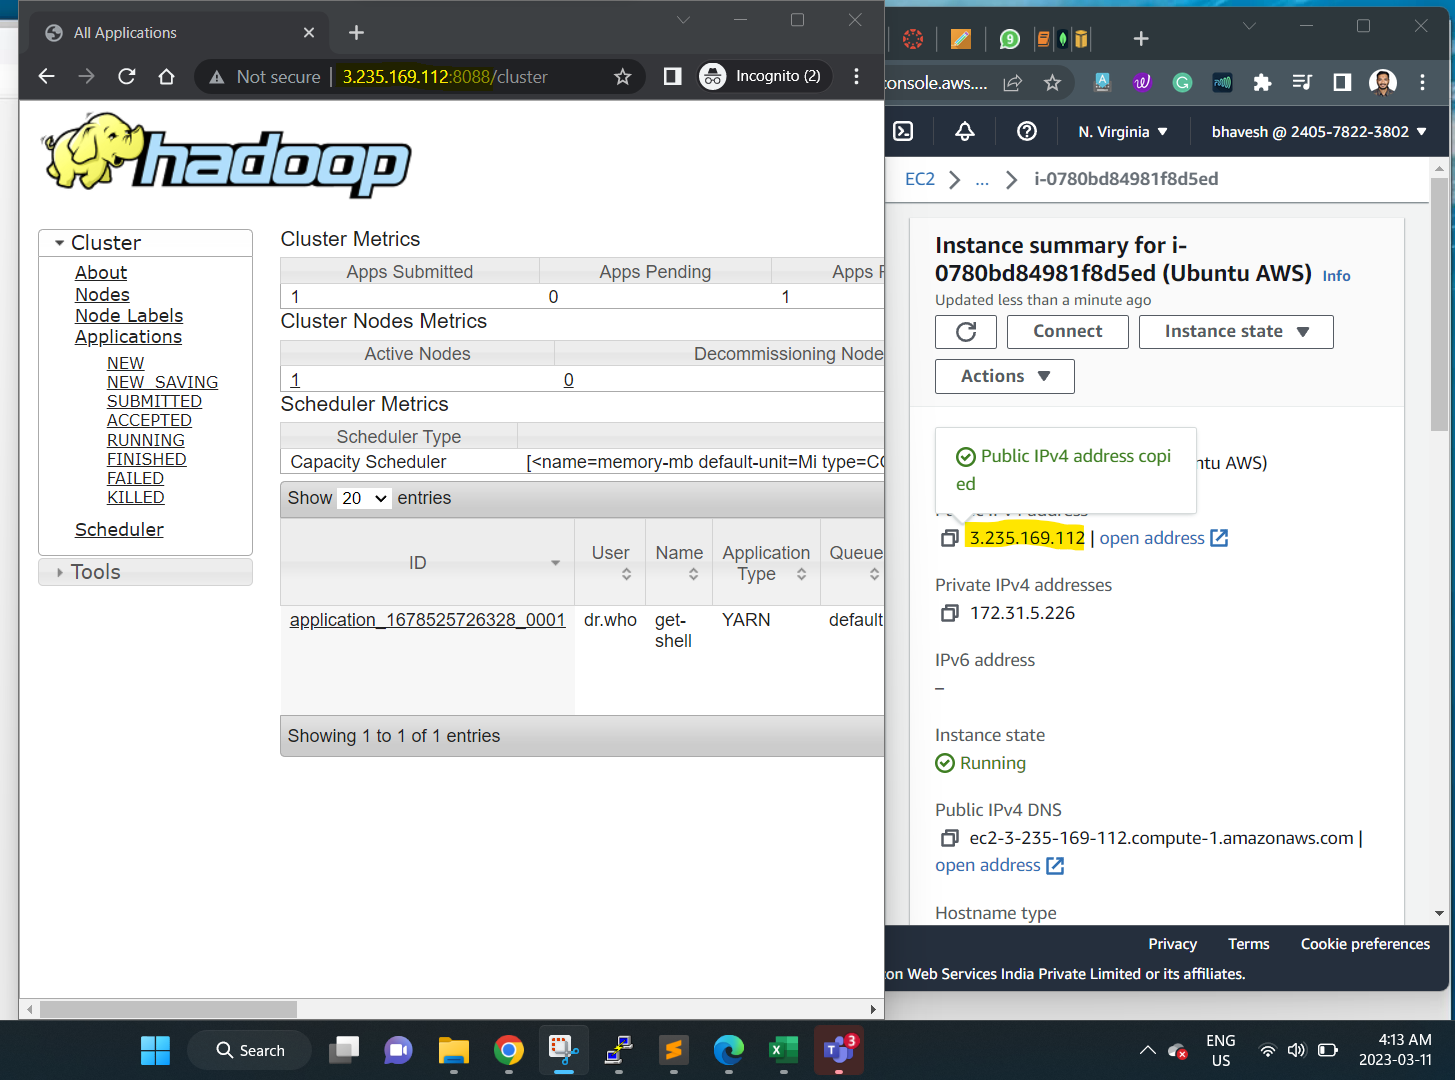 All Applications
Not secure | 3.235.169.112:8088/cluster
Incognito (2)
hadoop
Cluster
About
Nodes
Node Labels
Applications
NEW
NEW_SAVING
SUBMITTED
ACCEPTED
RUNNING
FINISHED
FAILED
KILLED
Scheduler
Tools
Cluster Metrics
Apps Submitted Apps Pending Apps
1 0 1
Cluster Nodes Metrics
Active Nodes Decommissioning Node
1 0
Scheduler Metrics
Scheduler Type
Capacity Scheduler [<name=memory-mb default-unit=Mi type=CO
Show 20 entries
ID User Name Application Type Queue
application_1678525726328_0001 dr.who get-shell YARN default
Showing 1 to 1 of 1 entries
9
console.aws....
N. Virginia bhavesh @ 2405-7822-3802
EC2 ... i-0780bd84981f8d5ed
Instance summary for i-
0780bd84981f8d5ed (Ubuntu AWS) Info
Updated less than a minute ago
Connect Instance state
Actions
Public IPv4 address copi
ed
ntu AWS)
3.235.169.112 | open address
Private IPv4 addresses
172.31.5.226
IPv6 address
–
Instance state
Running
Public IPv4 DNS
ec2-3-235-169-112.compute-1.amazonaws.com |
open address
Hostname type
Privacy Terms Cookie preferences
on Web Services India Private Limited or its affiliates.
Search
3
ENG
US
4:13 AM
2023-03-11